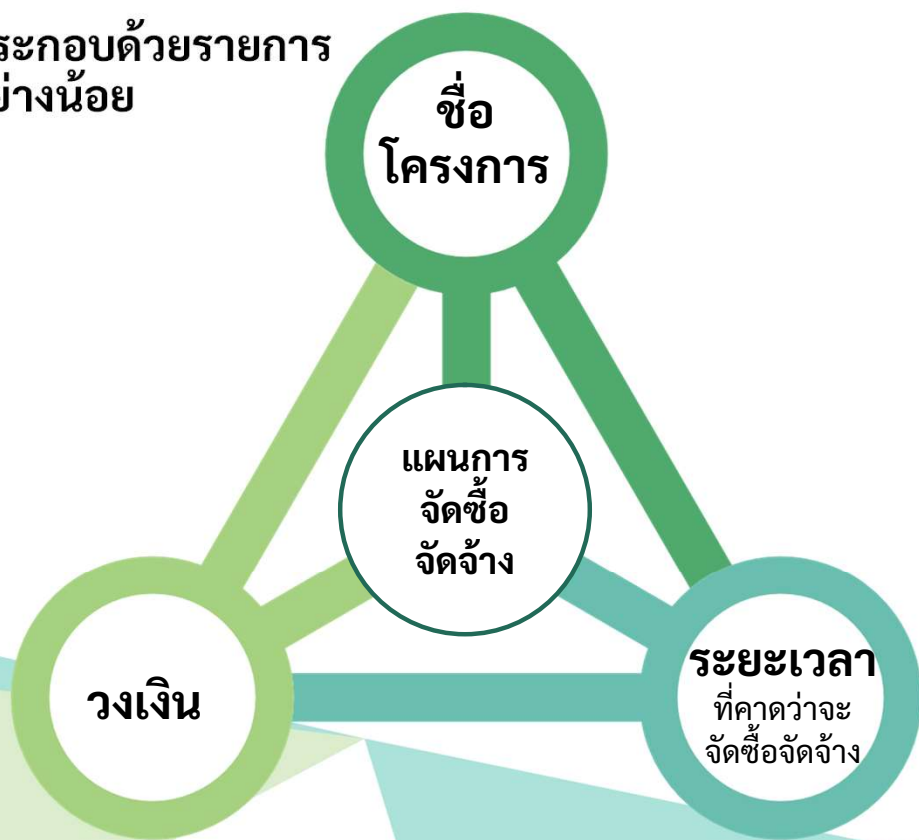 ระกอบด้วยรายการ
ย่างน้อย
ชื่อ
โครงการ
แผนการ
จัดซื้อ
จัดจ้าง
วงเงิน
ระยะเวลา
ที่คาดว่าจะ
จัดซื้อจัดจ้าง